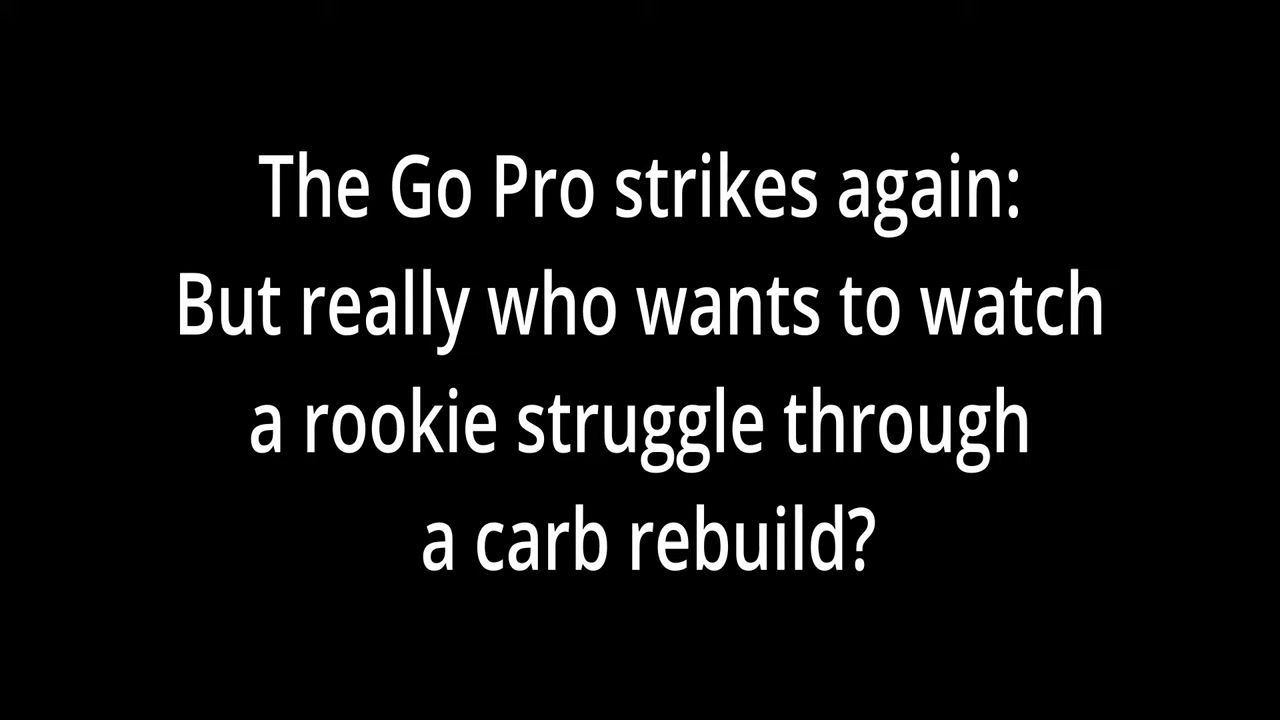 The Go Pro strikes again:
But really who wants to watch
a rookie struggle through
a carb rebuild?